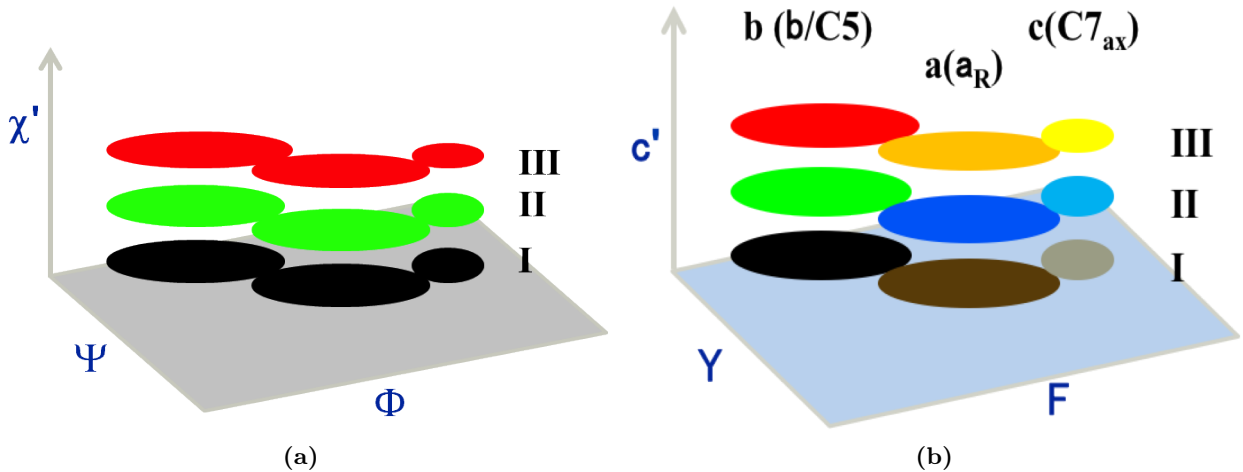 χ'
III
II
I
Ψ
Φ
(a)
b (b/C5)
c(C7ax)
a(aR)
c'
III
II
I
Y
F
(b)